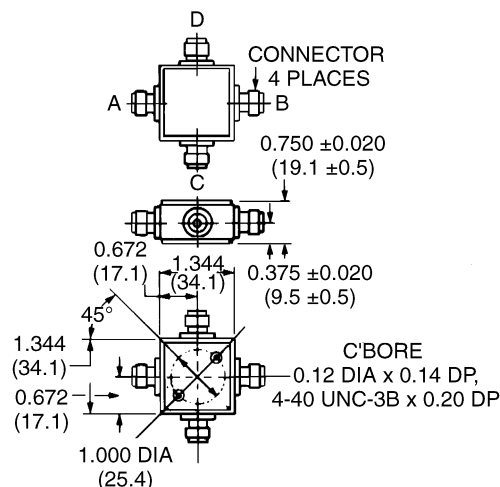 D
CONNECTOR
4 PLACES
A
B
0.750 ±0.020
(19.1 ±0.5)
C
0.672
(17.1)
1.344
(34.1)
0.375 ±0.020
(9.5 ±0.5)
45°
1.344
(34.1)
C'BORE
0.12 DIA x 0.14 DP,
4-40 UNC-3B x 0.20 DP
0.672
(17.1)
1.000 DIA
(25.4)